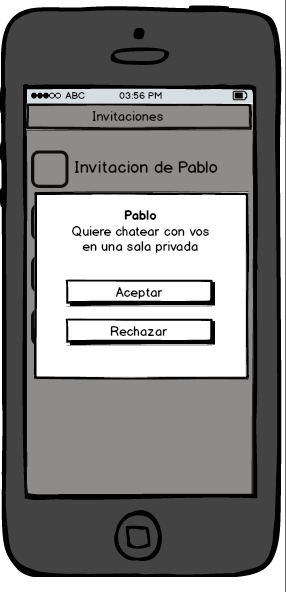 ABC 03:56 PM
Invitaciones
Invitacion de Pablo
Pablo
Quiere chatear con vos
en una sala privada
Aceptar
Rechazar